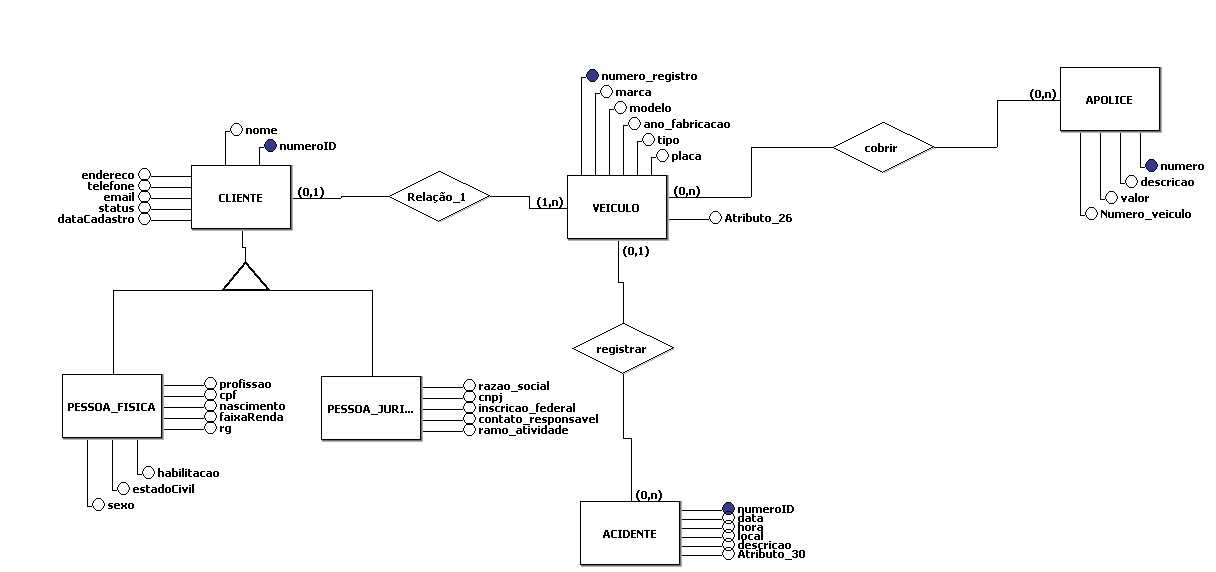 numero_registro
marca
modelo
ano_fabricacao
tipo
placa
(0,n)
APOLICE
nome
numeroID
endereco
telefone
email
status
dataCadastro
CLIENTE
(0,1)
Relação_1
(1,n)
VEICULO
(0,n)
Atributo_26
(0,1)
cobrir
numero
descricao
valor
Numero_veiculo
registrar
PESSOA_FISICA
profissao
cpf
nascimento
faixaRenda
rg
habilitacao
estadoCivil
sexo
PESSOA_JURI...
razao_social
cnpj
inscricao_federal
contato_responsavel
ramo_atividade
(0,n)
ACIDENTE
numeroID
data
hora
local
descricao
Atributo_30